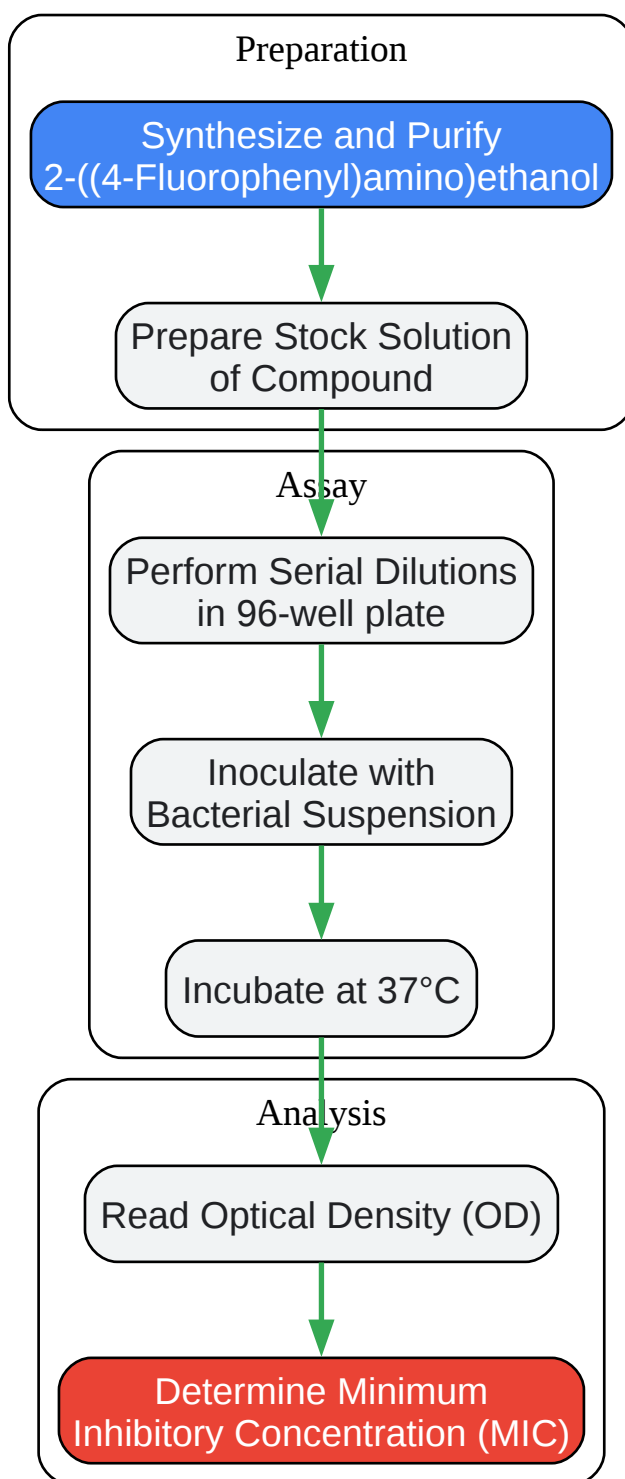 Preparation
Synthesize and Purify
2-((4-Fluorophenyl)amino)ethanol
Prepare Stock Solution
of Compound
Assay
Perform Serial Dilutions
in 96-well plate
Inoculate with
Bacterial Suspension
Incubate at 37°C
Analysis
Read Optical Density (OD)
Determine Minimum
Inhibitory Concentration (MIC)